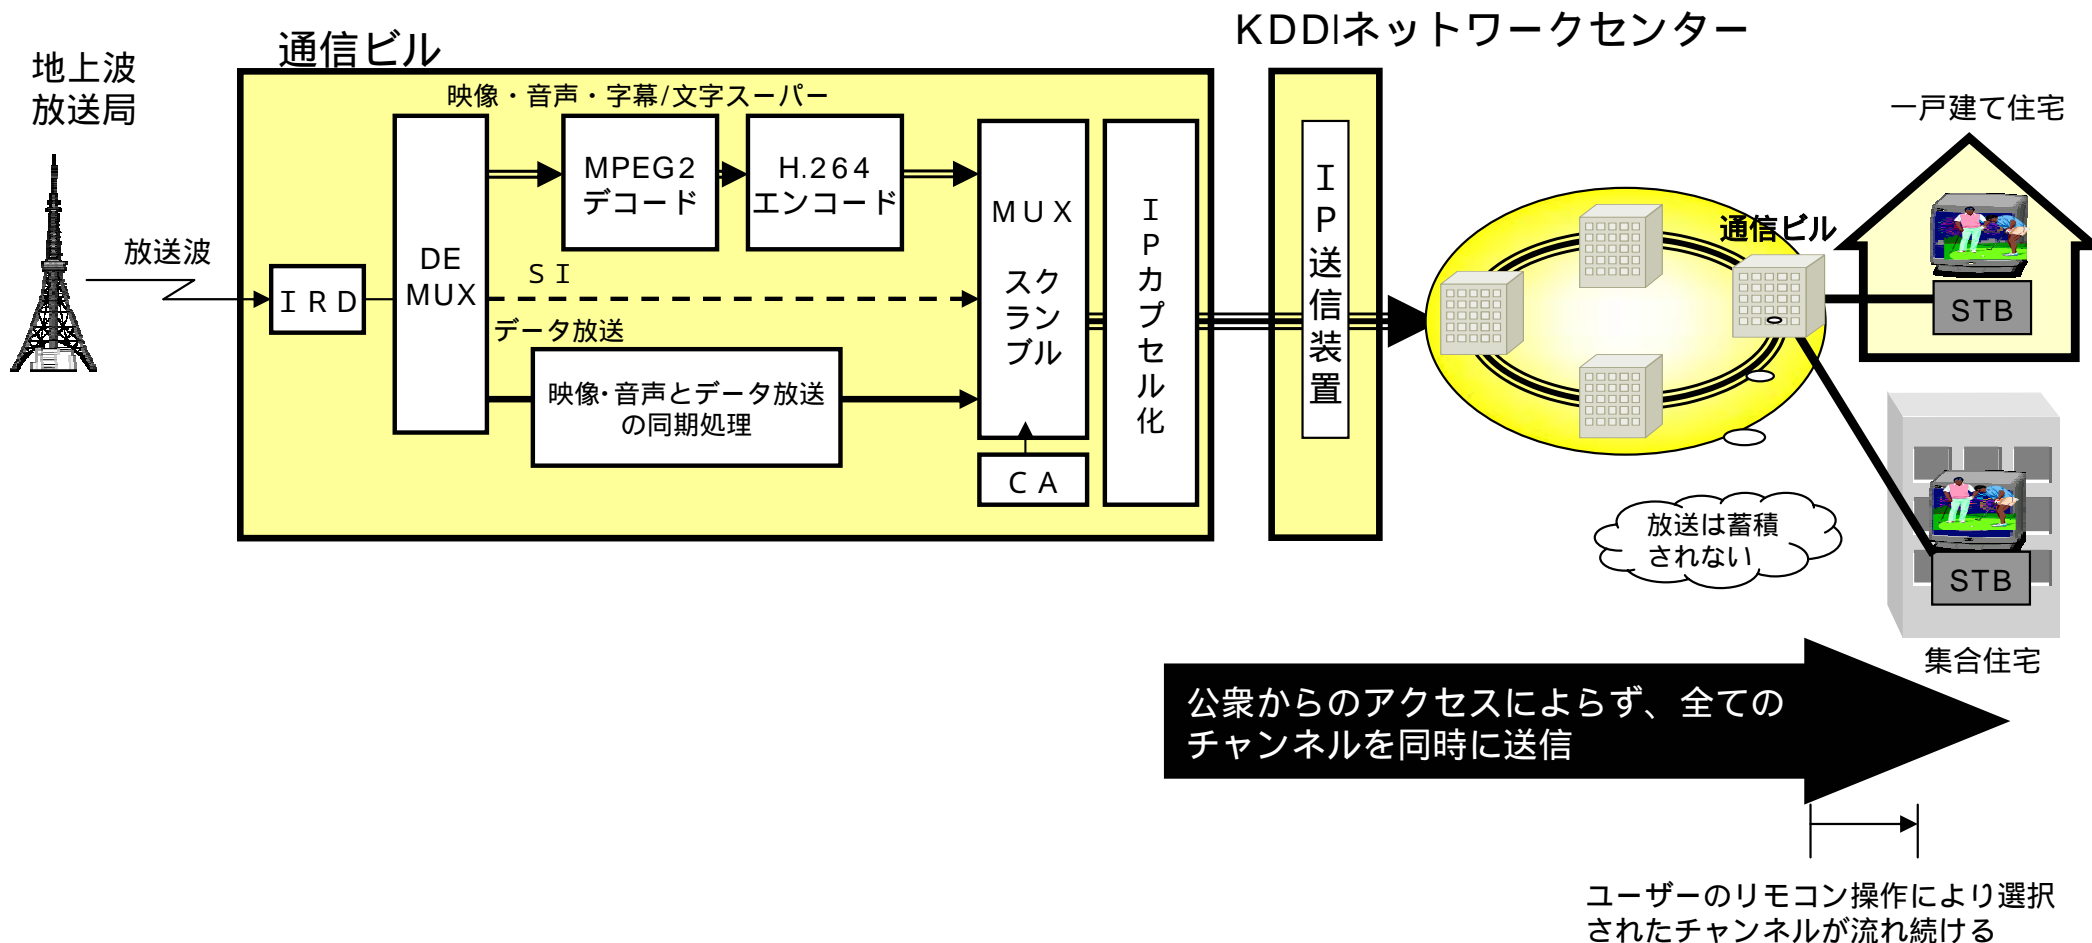 KDDIネットワークセンター
通信ビル
地上波
放送局
映像・音声・字幕/文字スーパー
一戸建て住宅
MPEG2
デコード
H.264
エンコード
MUX
スク
ラン
ブル
IPカプセル化
IP送信装置
通信ビル
放送波
DE
MUX
SI
IRD
STB
データ放送
映像・音声とデータ放送
の同期処理
CA
放送は蓄積
されない
STB
集合住宅
公衆からのアクセスによらず、全ての
チャンネルを同時に送信
ユーザーのリモコン操作により選択
されたチャンネルが流れ続ける